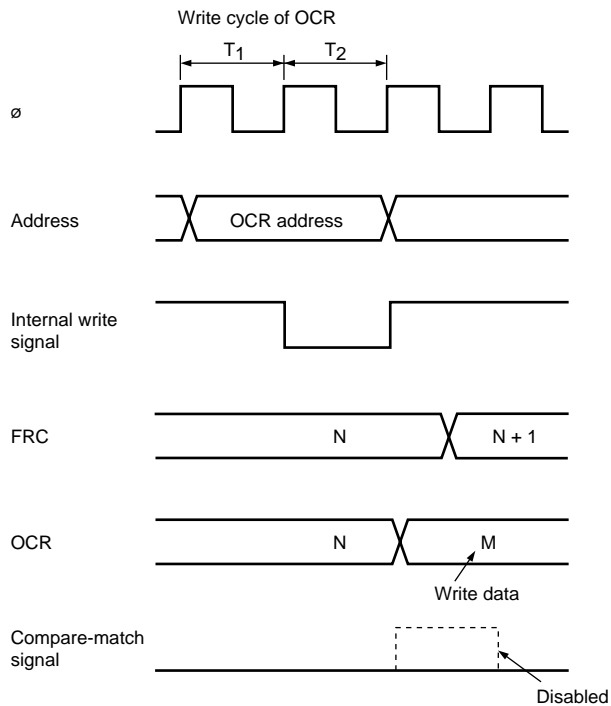 Write cycle of OCR
T1 T2
ø
Address OCR address
Internal write
signal
FRC N N + 1
OCR N M
Write data
Compare-match
signal
Disabled